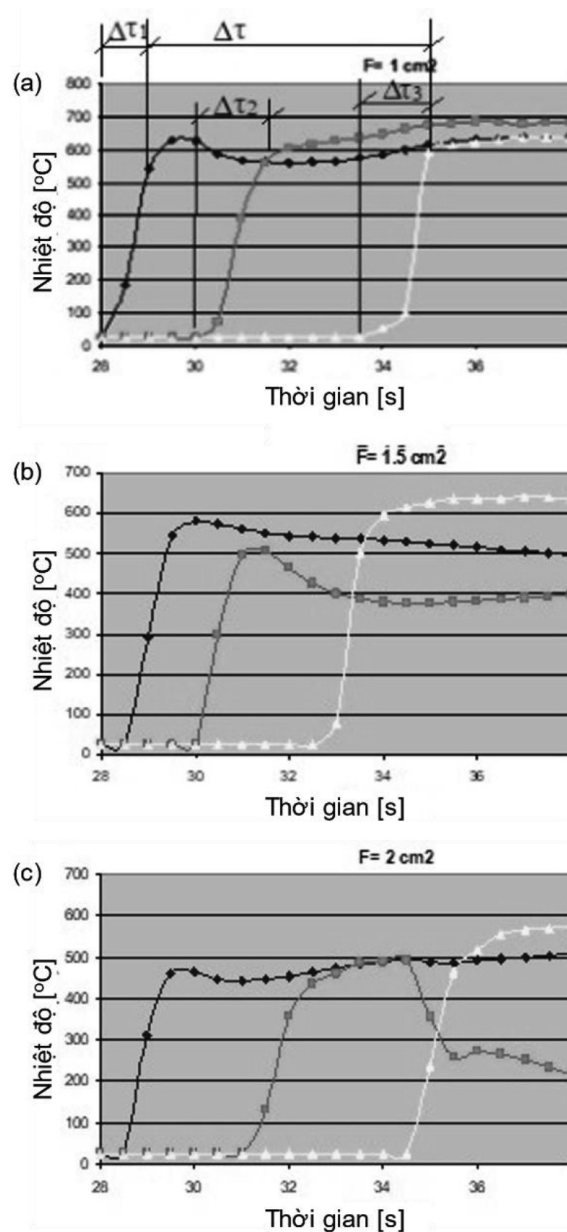 Δτ₁ Δτ
(a) F= 1 cm2
Δτ₂ Δτ₃
800
700
600
500
400
300
200
100
0
Nhiệt độ [°C]
28 30 32 34 36
Thời gian [s]
(b) F= 1.5 cm2
700
600
500
400
300
200
100
0
Nhiệt độ [°C]
28 30 32 34 36
Thời gian [s]
(c) F= 2 cm2
700
600
500
400
300
200
100
0
Nhiệt độ [°C]
28 30 32 34 36
Thời gian [s]